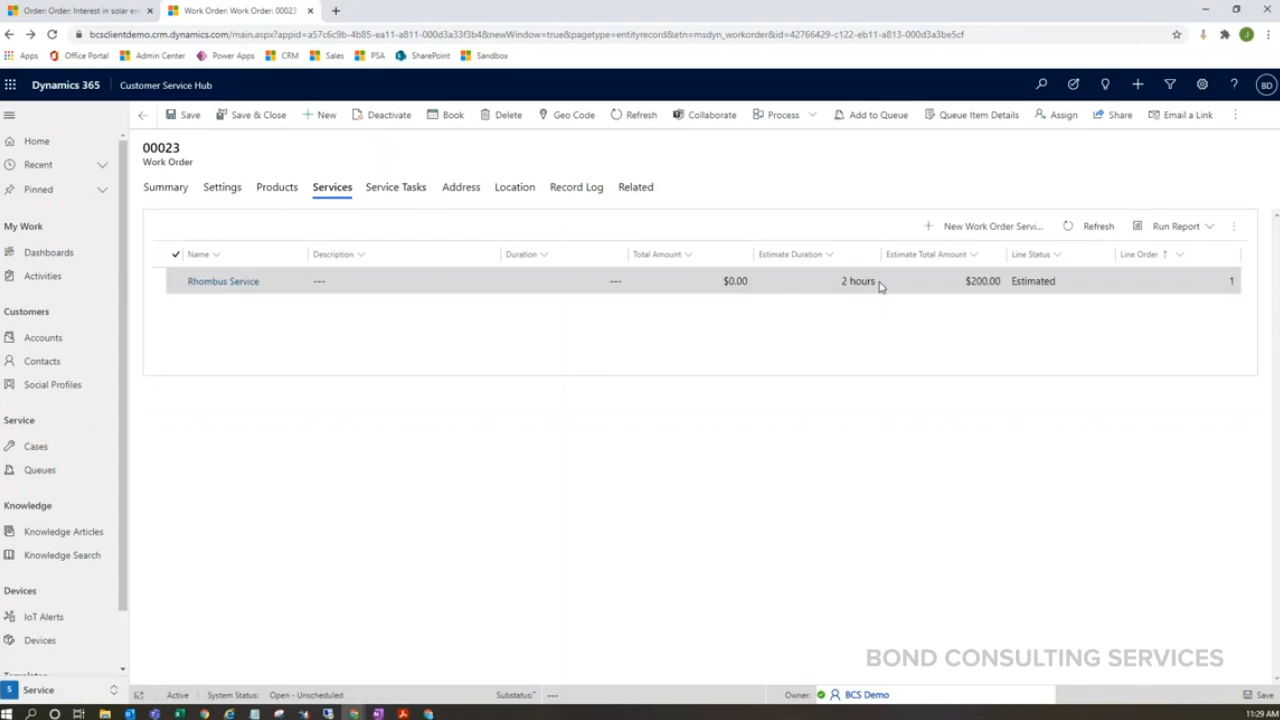 Order: Order: Interest in solar en
Work Order: Work Order: 00023
bcsclientdemo.crm.dynamics.com/main.aspx?appid=a57c6c9b-4b85-ea11-a811-000d3a33f3b4&newWindow=true&pagetype=entityrecord&etn=msdyn_workorder&id=42766429-c122-eb11-a813-000d3a3be5cf
Apps Office Portal Admin Center Power Apps CRM Sales PSA SharePoint Sandbox
Dynamics 365 Customer Service Hub BD
Save Save & Close New Deactivate Book Delete Geo Code Refresh Collaborate Process Add to Queue Queue Item Details Assign Share Email a Link
Home
Recent
Pinned
My Work
Dashboards
Activities
Customers
Accounts
Contacts
Social Profiles
Service
Cases
Queues
Knowledge
Knowledge Articles
Knowledge Search
Devices
IoT Alerts
Devices
S Service
00023
Work Order
Summary Settings Products Services Service Tasks Address Location Record Log Related
New Work Order Servi... Refresh Run Report
Name Description Duration Total Amount Estimate Duration Estimate Total Amount Line Status Line Order
Rhombus Service --- --- $0.00 2 hours $200.00 Estimated 1
BOND CONSULTING SERVICES
Active System Status: Open - Unscheduled Substatus: --- Owner: BCS Demo Save
11:29 AM